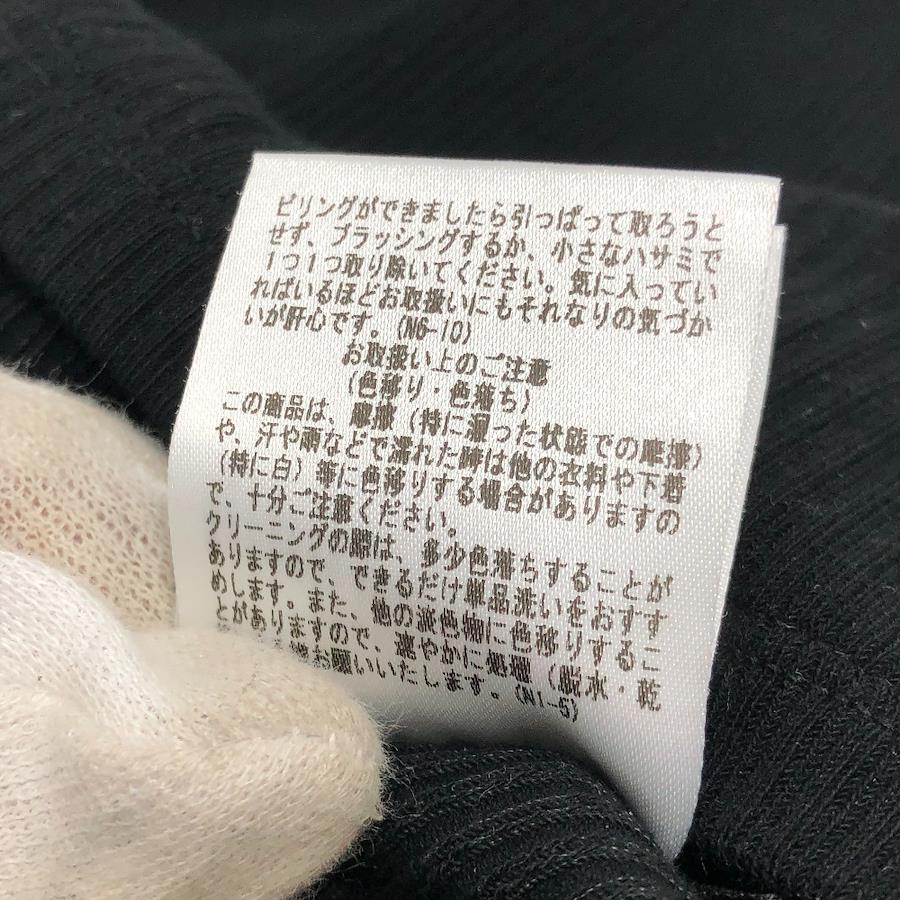 ピリングができましたら引っぱって取ろうと
せず、ブラッシングするか、小さなハサミで
1つ1つ取り除いてください。気に入ってい
ればいるほどお取扱いにもそれなりの気づか
いが肝心です。(N6-10)
お取扱い上のご注意
(色移り・色落ち)
この商品は、摩擦(特に湿った状態での摩擦)
や、汗や雨などで濡れた時は他の衣料や下着
(特に白)等に色移りする場合がありますの
で、十分ご注意ください。
クリーニングの際は、多少色落ちすることが
ありますので、できるだけ単品洗いをおすす
めします。また、他の淡色物に色移りするこ
とがありますので、速やかに処理(脱水・乾
お願いいたします。(N1-5)